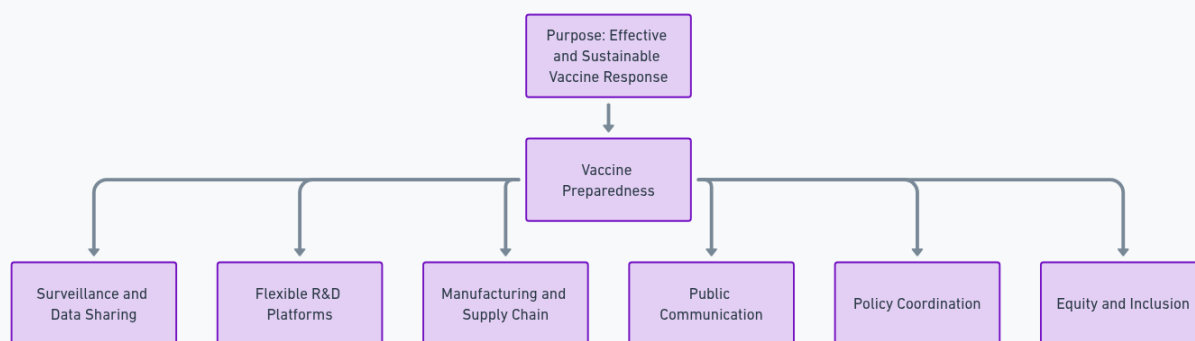 Purpose: Effective
and Sustainable
Vaccine Response
Vaccine
Preparedness
Surveillance and
Data Sharing
Flexible R&D
Platforms
Manufacturing and
Supply Chain
Public
Communication
Policy Coordination
Equity and Inclusion